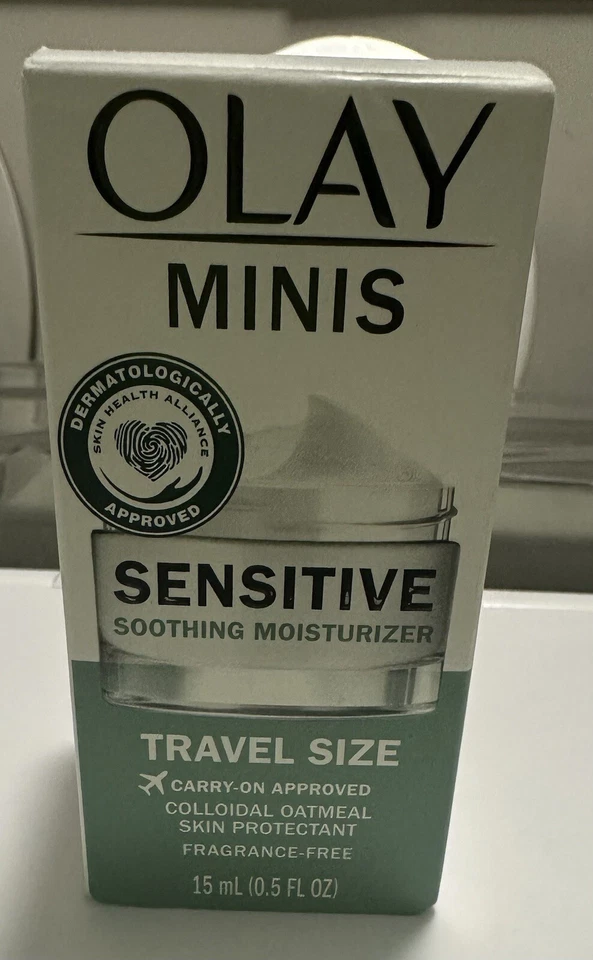 OLAY
MINIS
DERMATOLOGICALLY
SKIN HEALTH ALLIANCE
APPROVED
SENSITIVE
SOOTHING MOISTURIZER
TRAVEL SIZE
CARRY-ON APPROVED
COLLOIDAL OATMEAL
SKIN PROTECTANT
FRAGRANCE-FREE
15 mL (0.5 FL OZ)